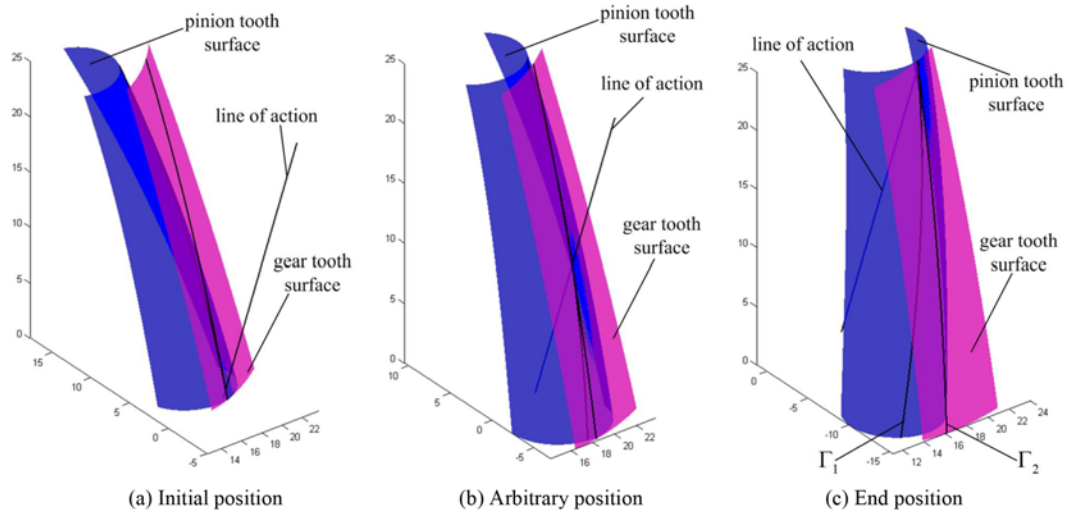 pinion tooth
surface
line of action
gear tooth
surface
25
20
15
10
5
0
15
10
5
0
-5
14
16
18
20
22
(a) Initial position
pinion tooth
surface
line of action
gear tooth
surface
25
20
15
10
5
0
10
5
0
-5
16
18
20
22
(b) Arbitrary position
line of action
pinion tooth
surface
gear tooth
surface
25
20
15
10
5
0
0
-5
-10
-15
12
14
16
18
20
22
24
Γ1
Γ2
(c) End position